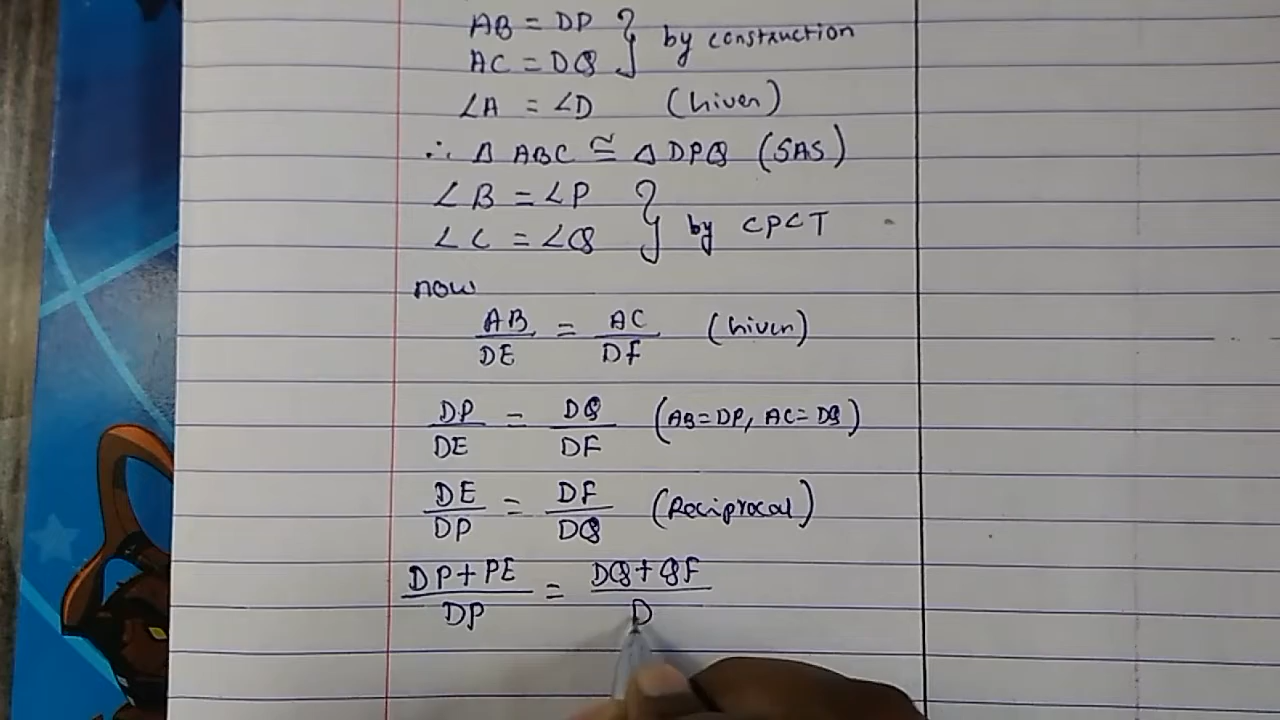 AB = DP } by construction
AC = DQ
∠A = ∠D (Given)
∴ Δ ABC ≅ Δ DPQ (SAS)
∠B = ∠P } by CPCT
∠C = ∠Q
now
AB/DE = AC/DF (Given)
DP/DE = DQ/DF (AB=DP, AC=DQ)
DE/DP = DF/DQ (Reciprocal)
DP+PE/DP = DQ+QF/D